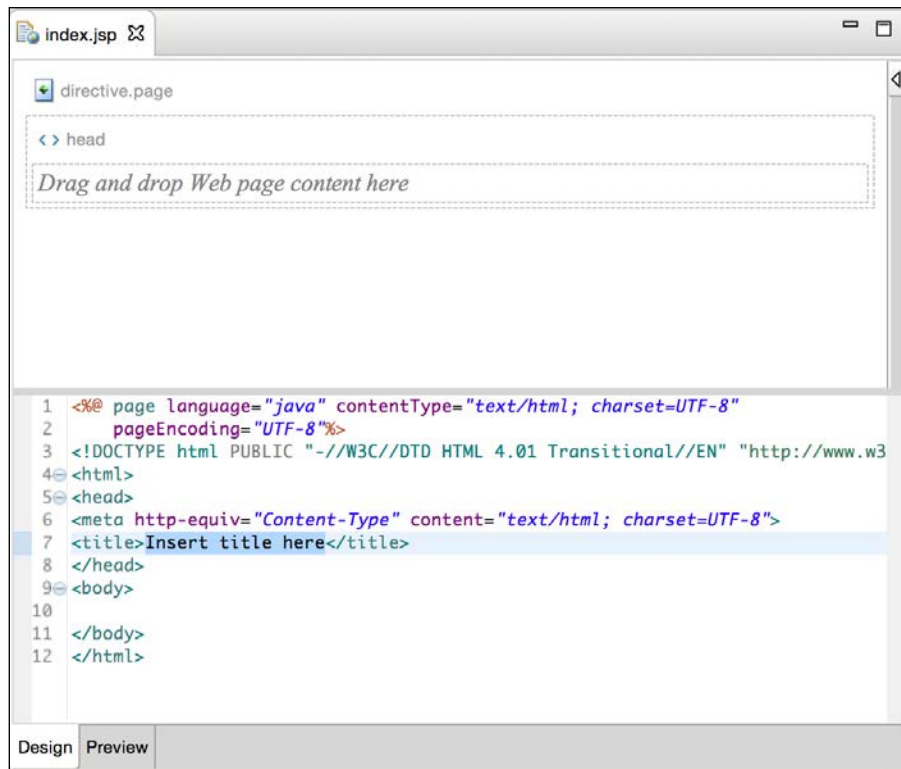 index.jsp
directive.page
head
Drag and drop Web page content here
1 <%@ page language="java" contentType="text/html; charset=UTF-8"
2 pageEncoding="UTF-8"%>
3 <!DOCTYPE html PUBLIC "-//W3C//DTD HTML 4.01 Transitional//EN" "http://www.w3
4 <html>
5 <head>
6 <meta http-equiv="Content-Type" content="text/html; charset=UTF-8">
7 <title>Insert title here</title>
8 </head>
9 <body>
10
11 </body>
12 </html>
Design Preview